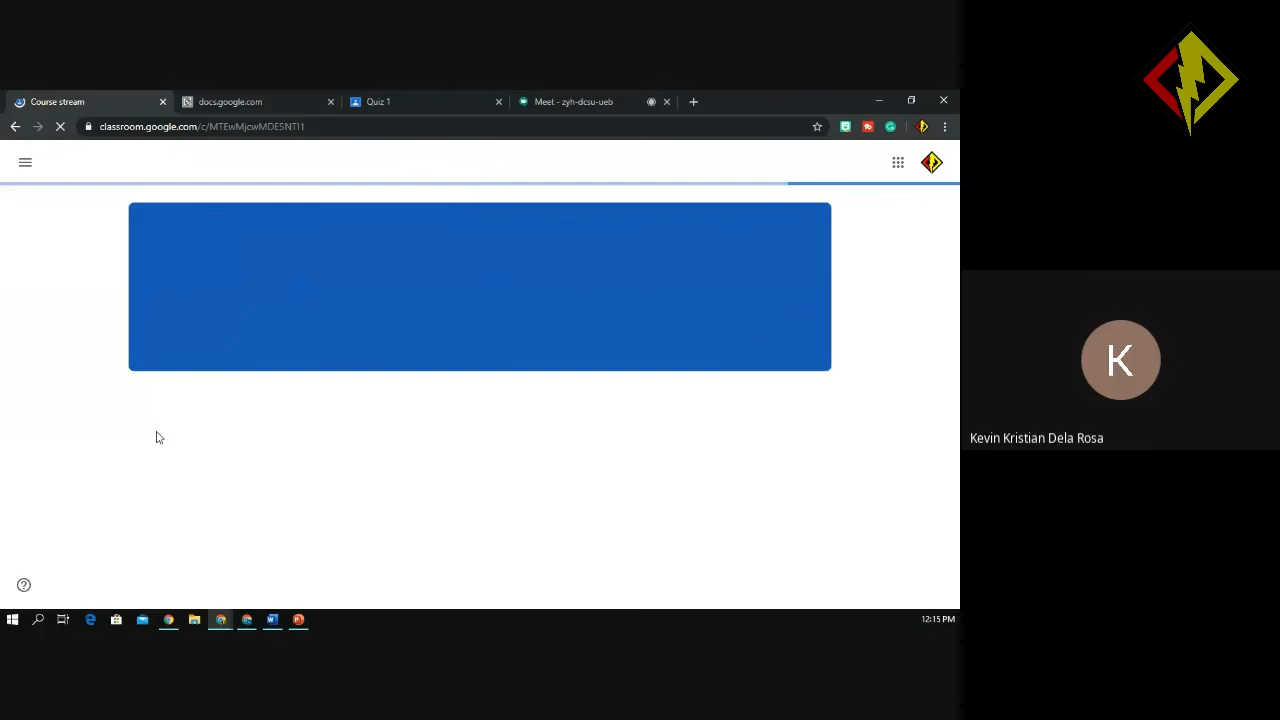 Course stream
docs.google.com
Quiz 1
Meet - zyh-dcsu-ueb
classroom.google.com/c/MTEwMjcwMDE5NTI1
K
Kevin Kristian Dela Rosa
12:15 PM